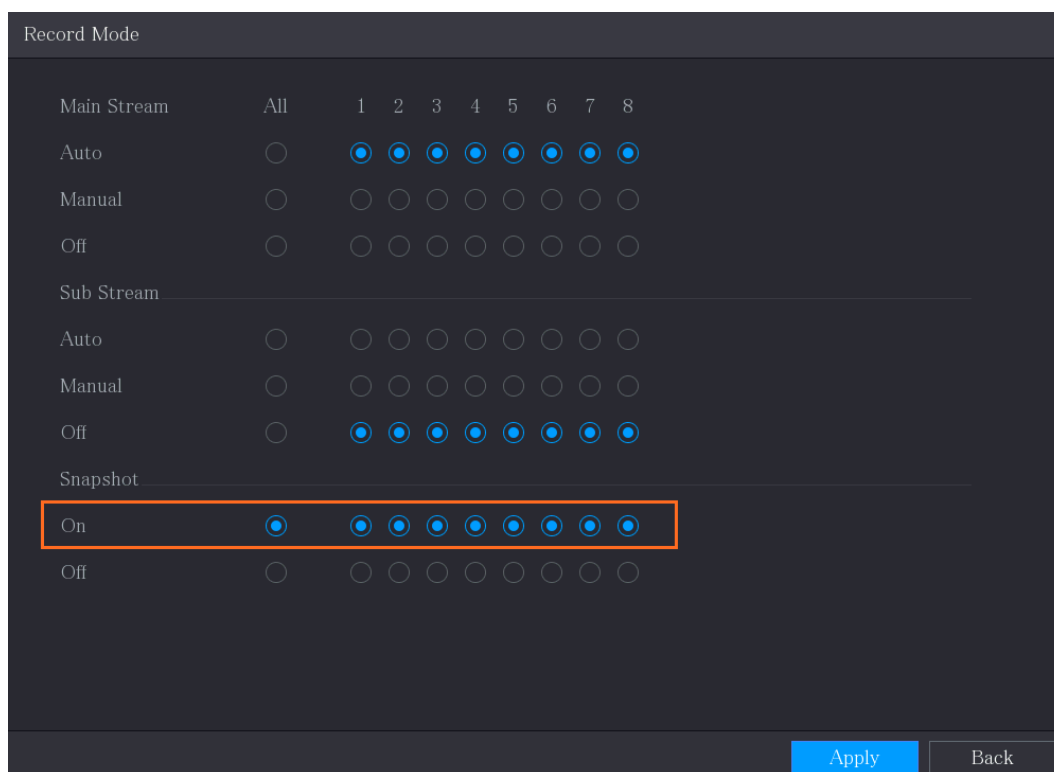 Record Mode
Main Stream All 1 2 3 4 5 6 7 8
Auto
Manual
Off
Sub Stream
Auto
Manual
Off
Snapshot
On
Off
Apply Back